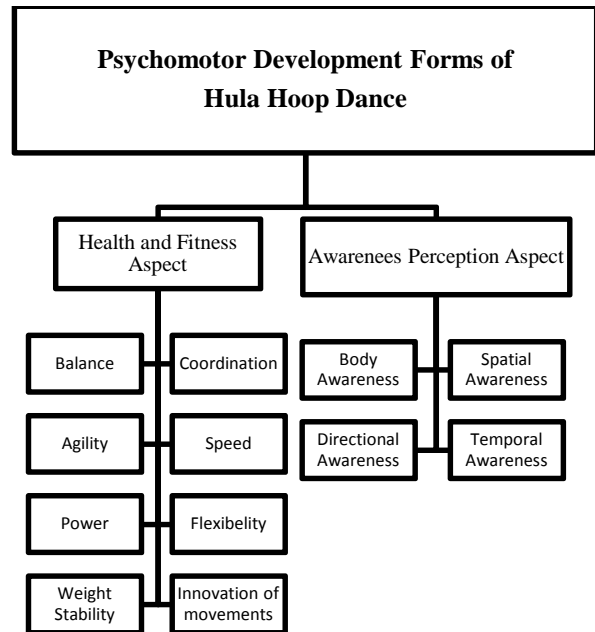 Psychomotor Development Forms of
Hula Hoop Dance
Health and Fitness
Aspect
Awarenees Perception Aspect
Balance
Coordination
Agility
Speed
Power
Flexibelity
Weight
Stability
Innovation of
movements
Body
Awareness
Spatial
Awareness
Directional
Awareness
Temporal
Awareness